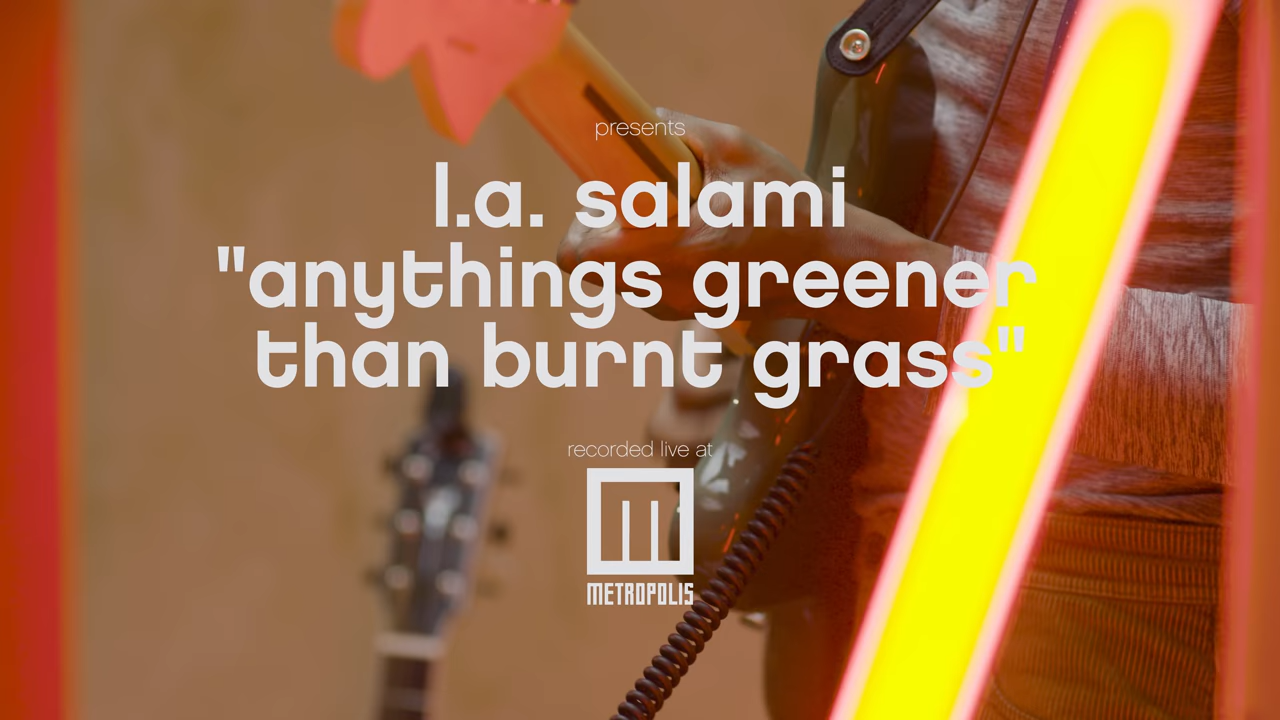 presents
l.a. salami
"anythings greener
than burnt grass"
recorded live at
METROPOLIS